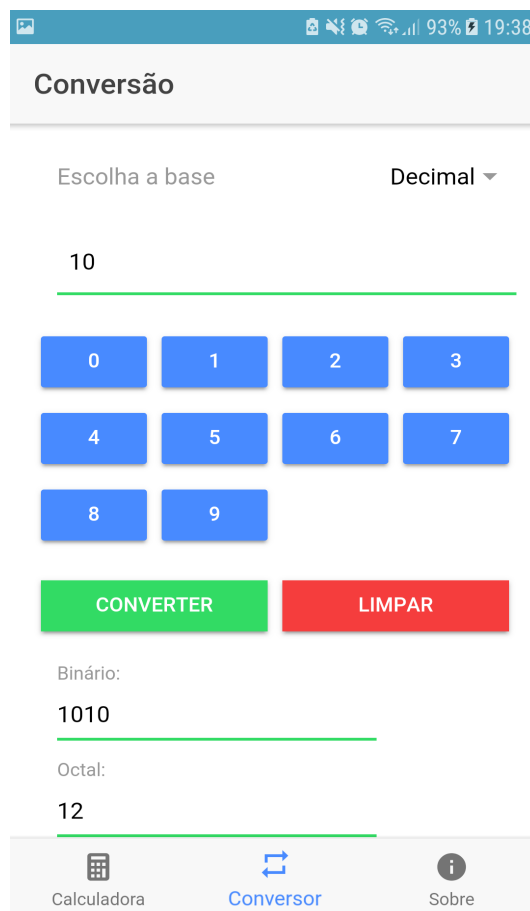 93% 19:38
Conversão
Escolha a base Decimal
10
0 1 2 3
4 5 6 7
8 9
CONVERTER LIMPAR
Binário:
1010
Octal:
12
Calculadora Conversor Sobre